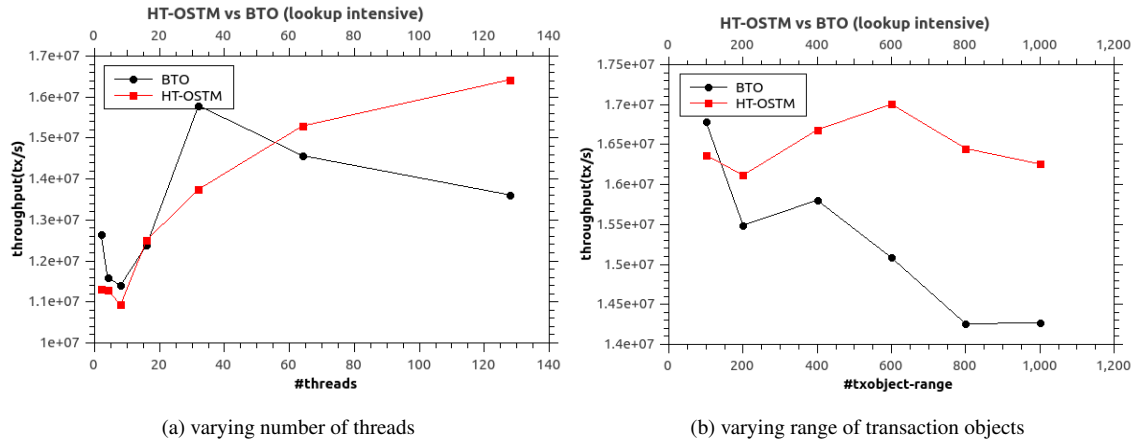 HT-OSTM vs BTO (lookup intensive)
0 20 40 60 80 100 120 140
1.7e+07
1.6e+07
1.5e+07
1.4e+07
1.3e+07
1.2e+07
1.1e+07
1e+07
throughput(tx/s)
BTO
HT-OSTM
0 20 40 60 80 100 120 140
#threads
(a) varying number of threads
HT-OSTM vs BTO (lookup intensive)
0 200 400 600 800 1,000 1,200
1.75e+07
1.7e+07
1.65e+07
1.6e+07
1.55e+07
1.5e+07
1.45e+07
1.4e+07
throughput(tx/s)
BTO
HT-OSTM
0 200 400 600 800 1,000 1,200
#txobject-range
(b) varying range of transaction objects